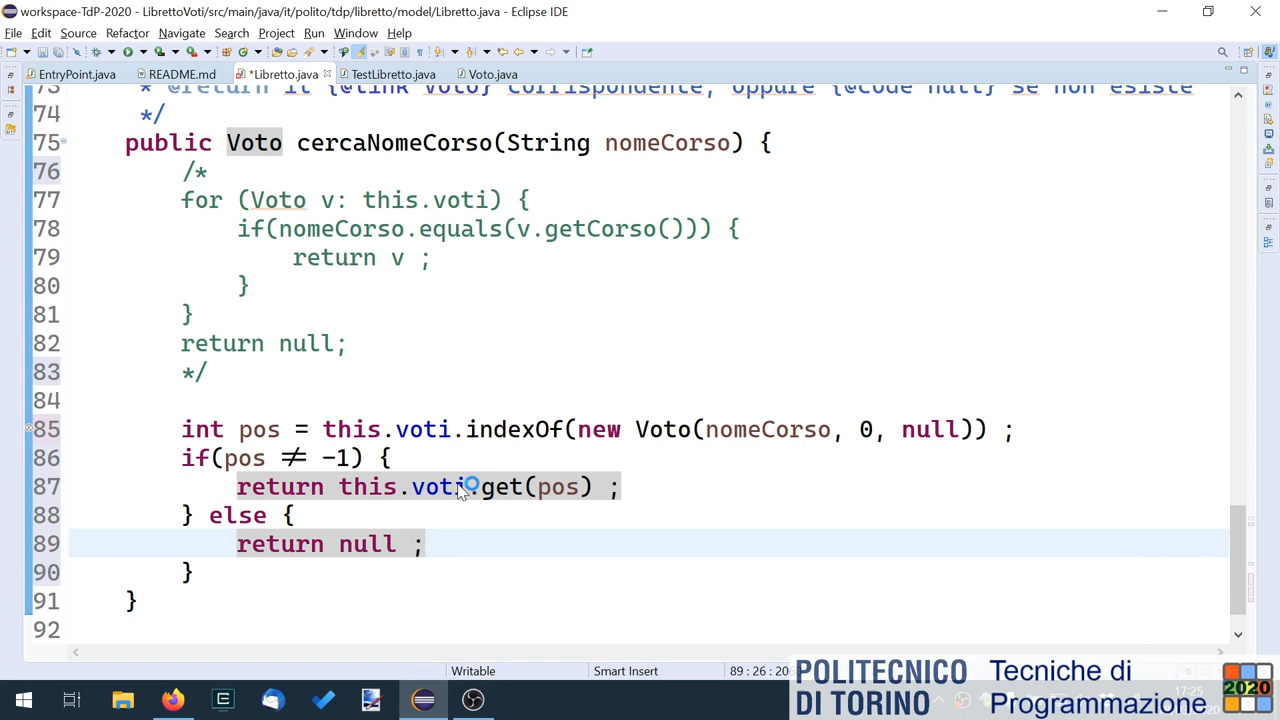 workspace-TdP-2020 - LibrettoVoti/src/main/java/it/polito/tdp/libretto/model/Libretto.java - Eclipse IDE
File Edit Source Refactor Navigate Search Project Run Window Help
EntryPoint.java README.md *Libretto.java TestLibretto.java Voto.java
73 * @return il {@link Voto} corrispondente, oppure {@code null} se non esiste
74 */
75 public Voto cercaNomeCorso(String nomeCorso) {
76 /*
77 for (Voto v: this.voti) {
78 if(nomeCorso.equals(v.getCorso())) {
79 return v ;
80 }
81 }
82 return null;
83 */
84
85 int pos = this.voti.indexOf(new Voto(nomeCorso, 0, null)) ;
86 if(pos ≠ -1) {
87 return this.voti.get(pos) ;
88 } else {
89 return null ;
90 }
91 }
92
Writable Smart Insert 89 : 26 :
POLITECNICO
DI TORINO
Tecniche di
Programmazione
2020
17:25